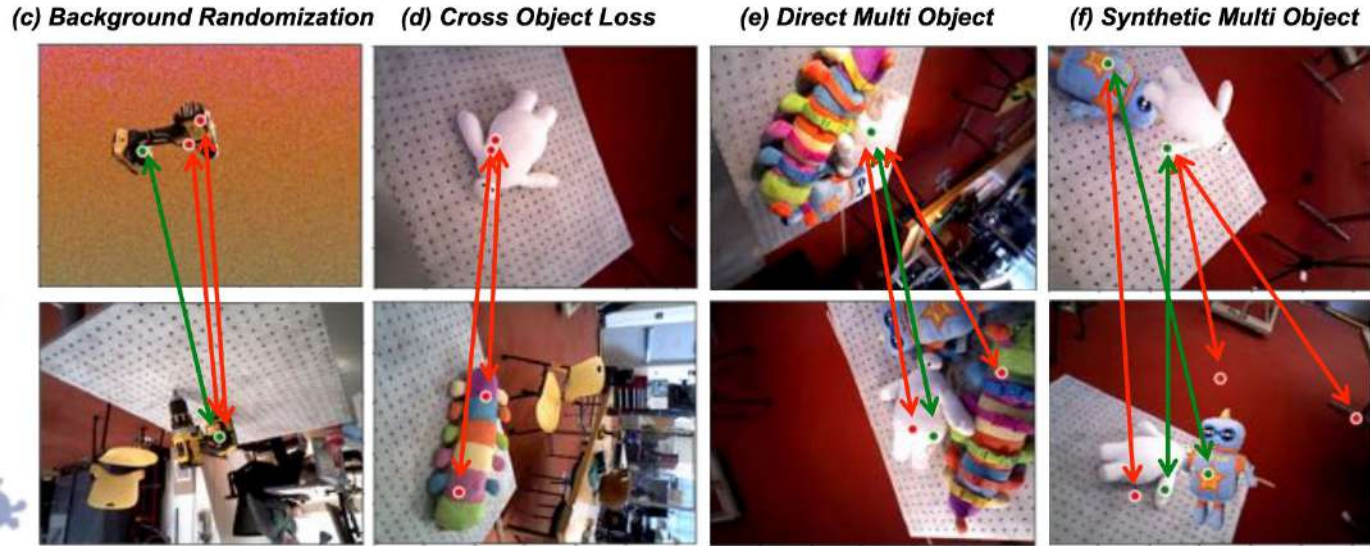 (c) Background Randomization
(d) Cross Object Loss
(e) Direct Multi Object
(f) Synthetic Multi Object